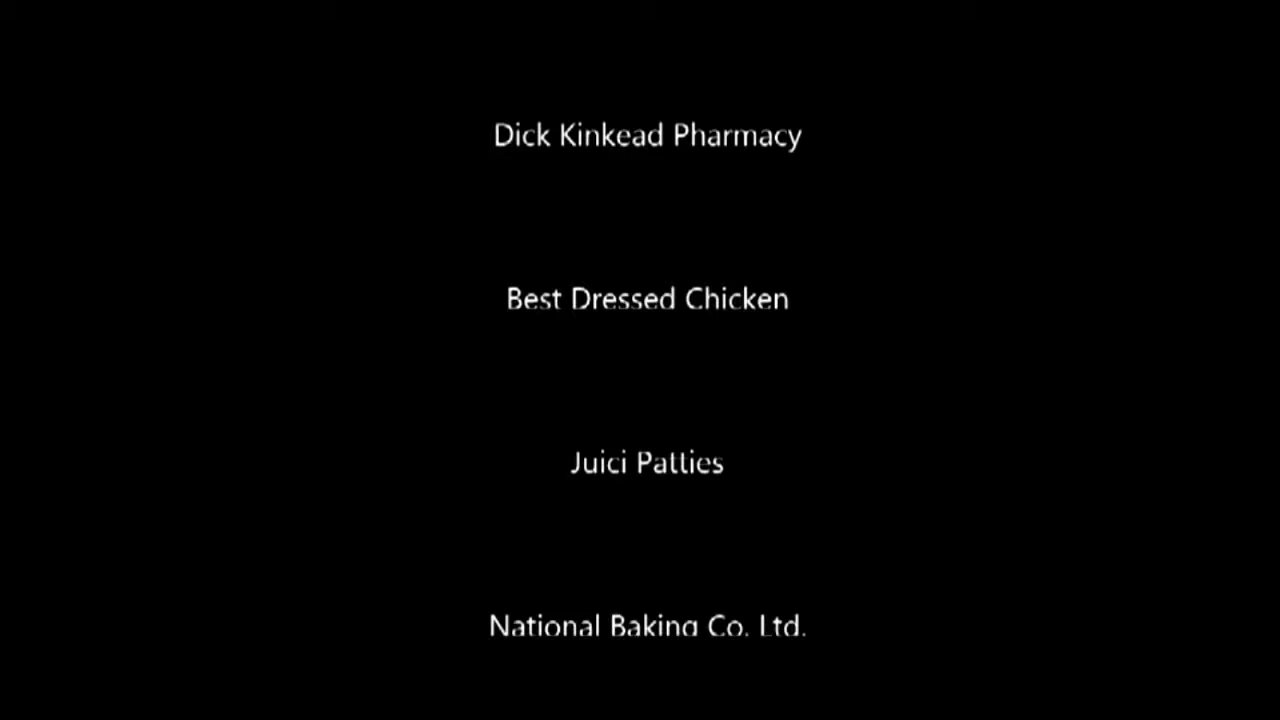 Dick Kinkead Pharmacy
Best Dressed Chicken
Juici Patties
National Baking Co. Ltd.